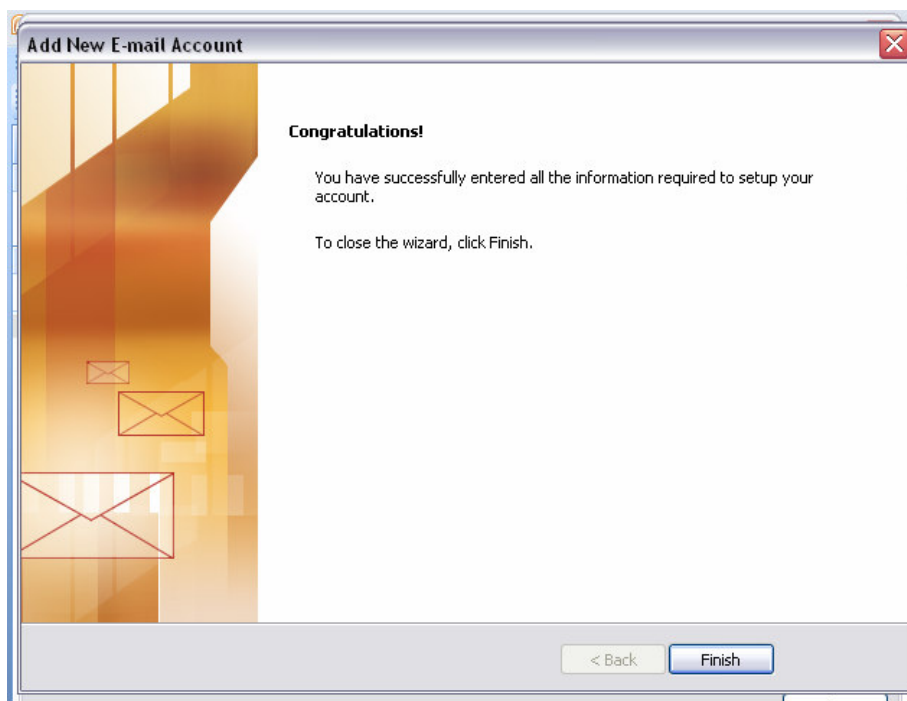 Add New E-mail Account
Congratulations!
You have successfully entered all the information required to setup your
account.
To close the wizard, click Finish.
< Back
Finish